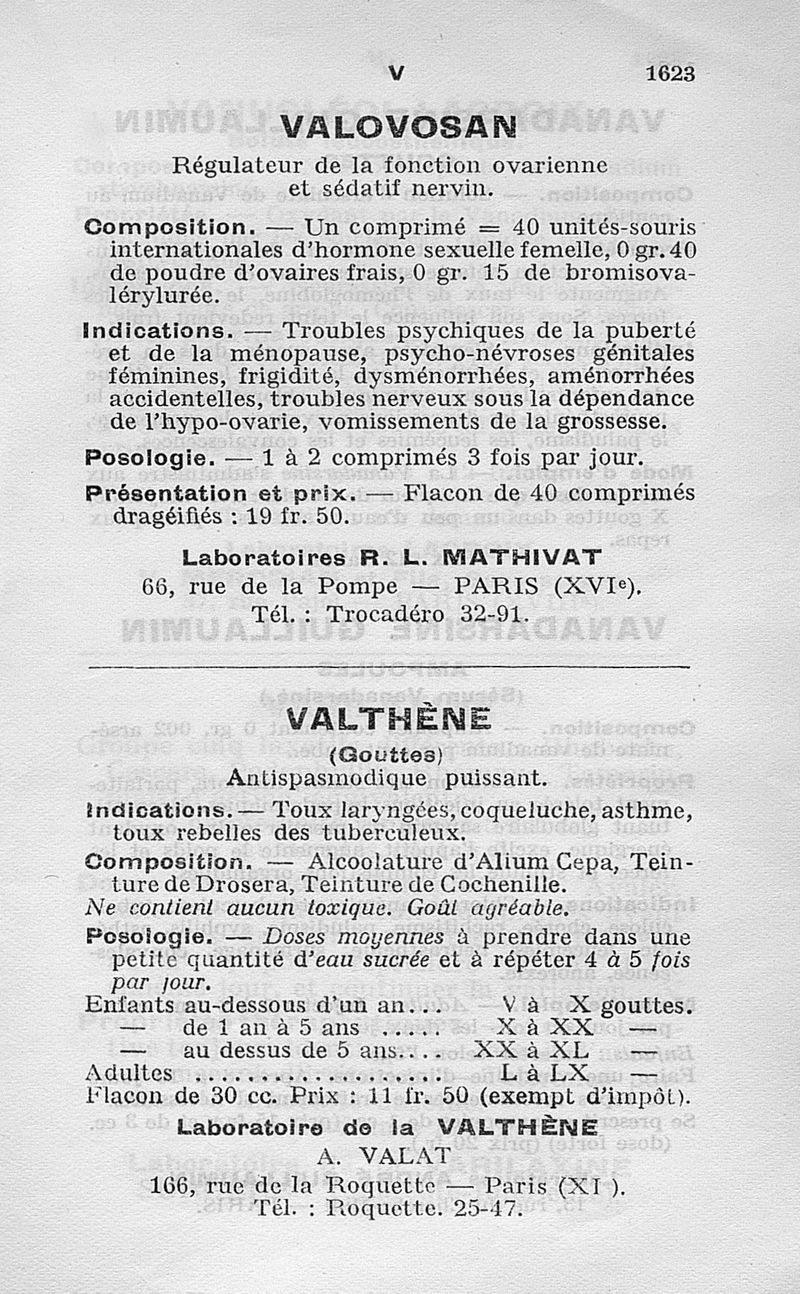 V 1623
VALOVOSAN
Régulateur de la fonction ovarienne
et sédatif nervin.
Composition. — Un comprimé = 40 unités-souris
internationales d'hormone sexuelle femelle, 0 gr. 40
de poudre d'ovaires frais, 0 gr. 15 de bromisova-
lérylurée.
Indications. — Troubles psychiques de la puberté
et de la ménopause, psycho-névroses génitales
féminines, frigidité, dysménorrhées, aménorrhées
accidentelles, troubles nerveux sous la dépendance
de l'hypo-ovarie, vomissements de la grossesse.
Posologie. — 1 à 2 comprimés 3 fois par jour.
Présentation et prix. — Flacon de 40 comprimés
dragéifiés : 19 fr. 50.
Laboratoires R. L. MATHIVAT
66, rue de la Pompe — PARIS (XVIe).
Tél. : Trocadéro 32-91.
VALTHÈNE
(Gouttes)
Antispasmodique puissant.
Indications. — Toux laryngées, coqueluche, asthme,
toux rebelles des tuberculeux.
Composition. — Alcoolature d'Alium Cepa, Tein-
ture de Drosera, Teinture de Cochenille.
Ne contient aucun toxique. Goût agréable.
Posologie. — Doses moyennes à prendre dans une
petite quantité d'eau sucrée et à répéter 4 à 5 fois
par jour.
Enfants au-dessous d'un an... V à X gouttes.
de 1 an à 5 ans ...... X à XX —
— au dessus de 5 ans.... XX à XL —
Adultes ................... L à LX —
Flacon de 30 cc. Prix : 11 fr. 50 (exempt d'impôt).
Laboratoire de la VALTHÈNE
A. VALAT
166, rue de la Roquette — Paris (XI ).
Tél. : Roquette. 25-47.